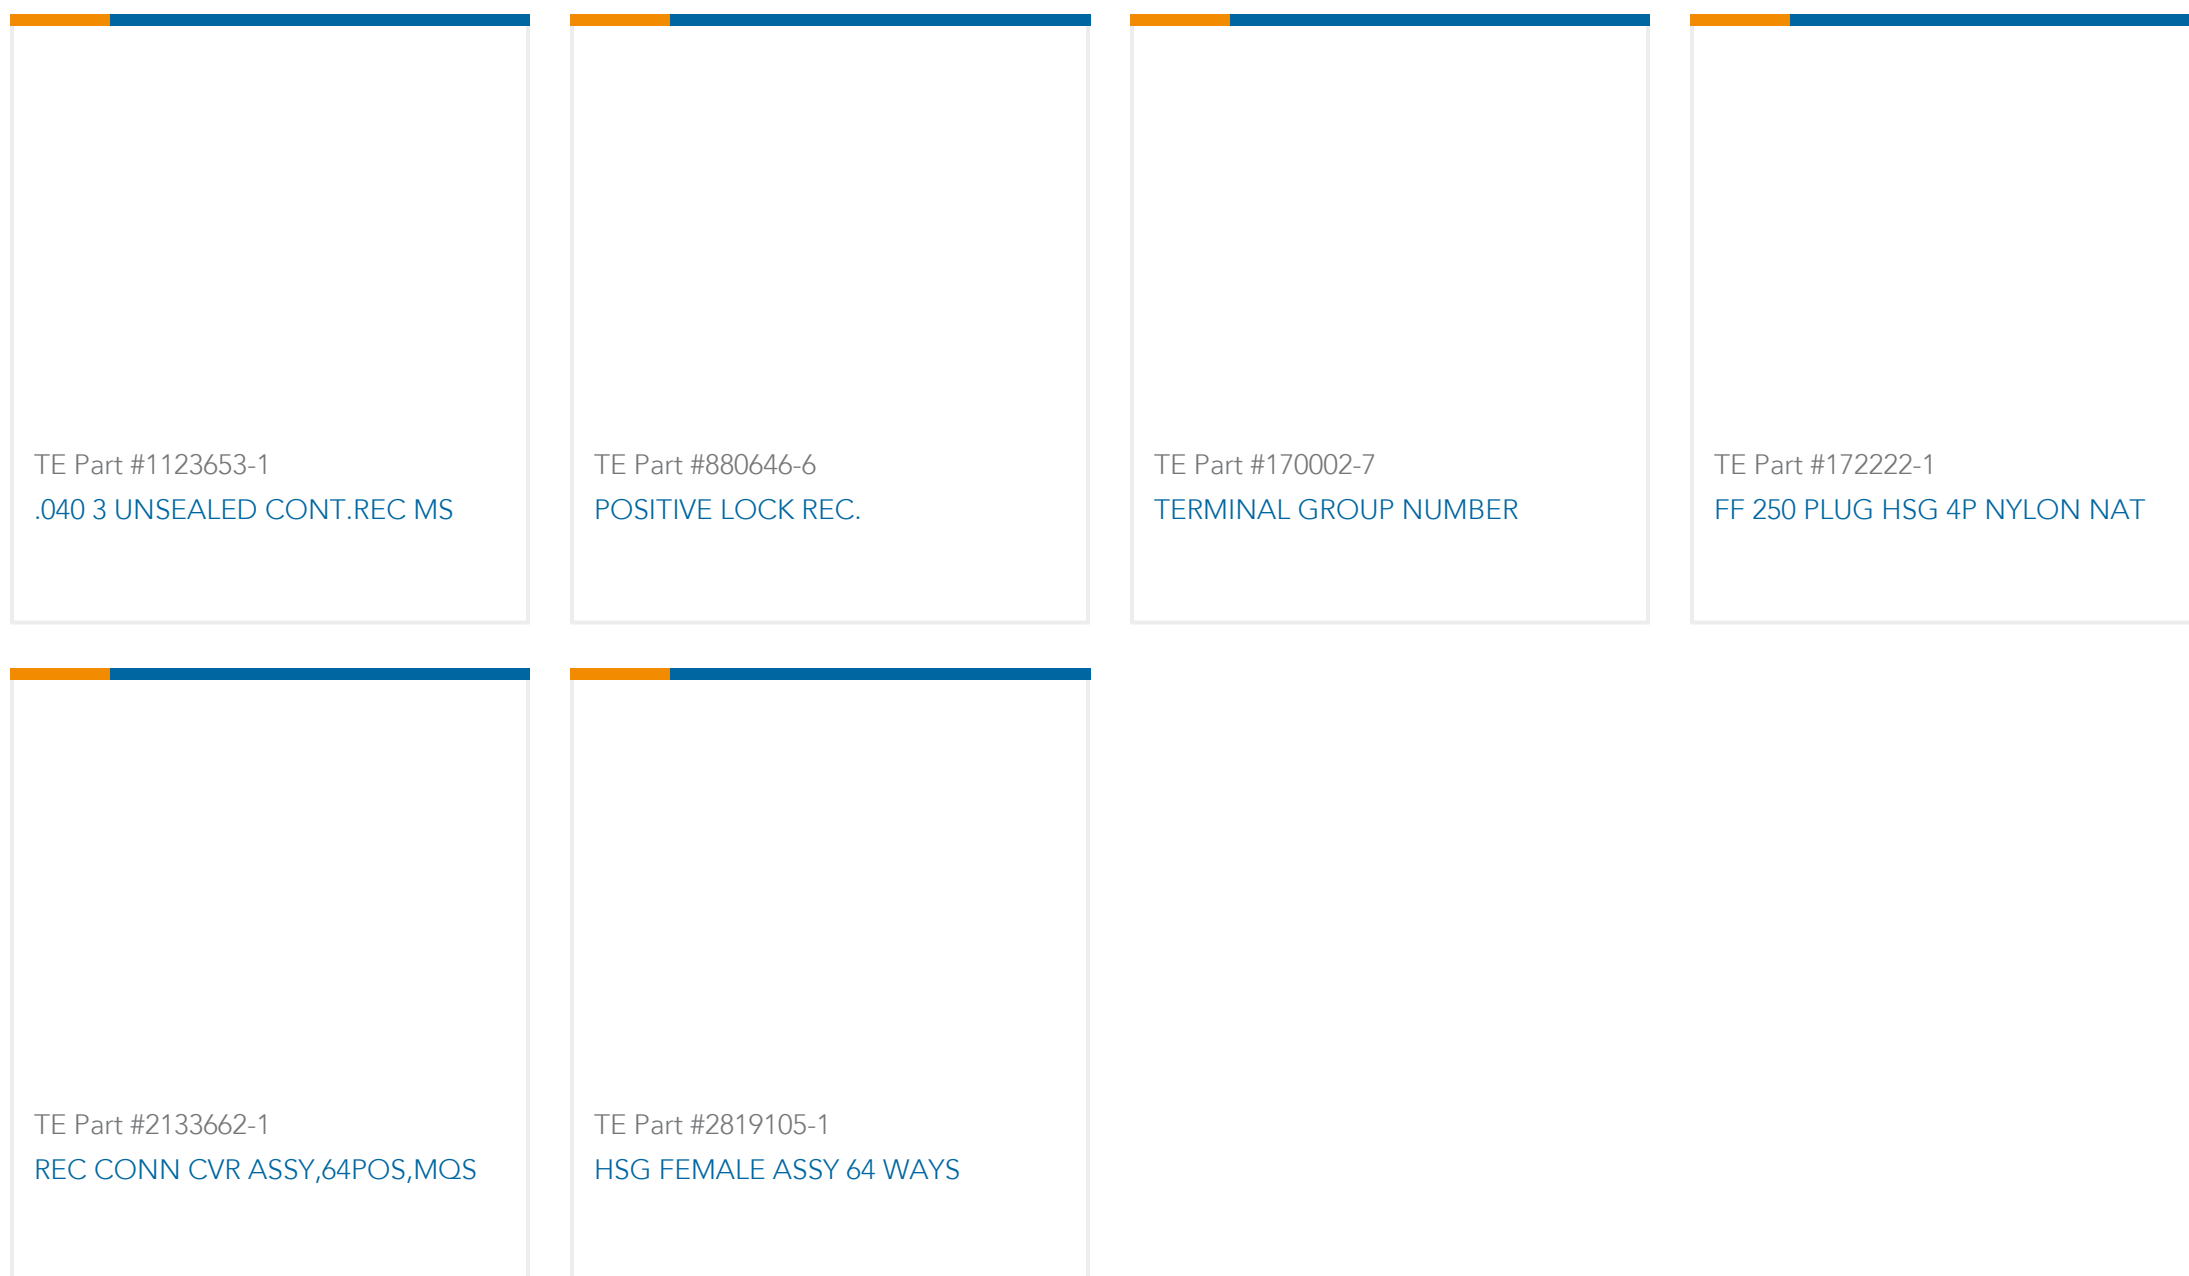 TE Part #1123653-1
.040 3 UNSEALED CONT.REC MS
TE Part #880646-6
POSITIVE LOCK REC.
TE Part #170002-7
TERMINAL GROUP NUMBER
TE Part #172222-1
FF 250 PLUG HSG 4P NYLON NAT
TE Part #2133662-1
REC CONN CVR ASSY,64POS,MQS
TE Part #2819105-1
HSG FEMALE ASSY 64 WAYS